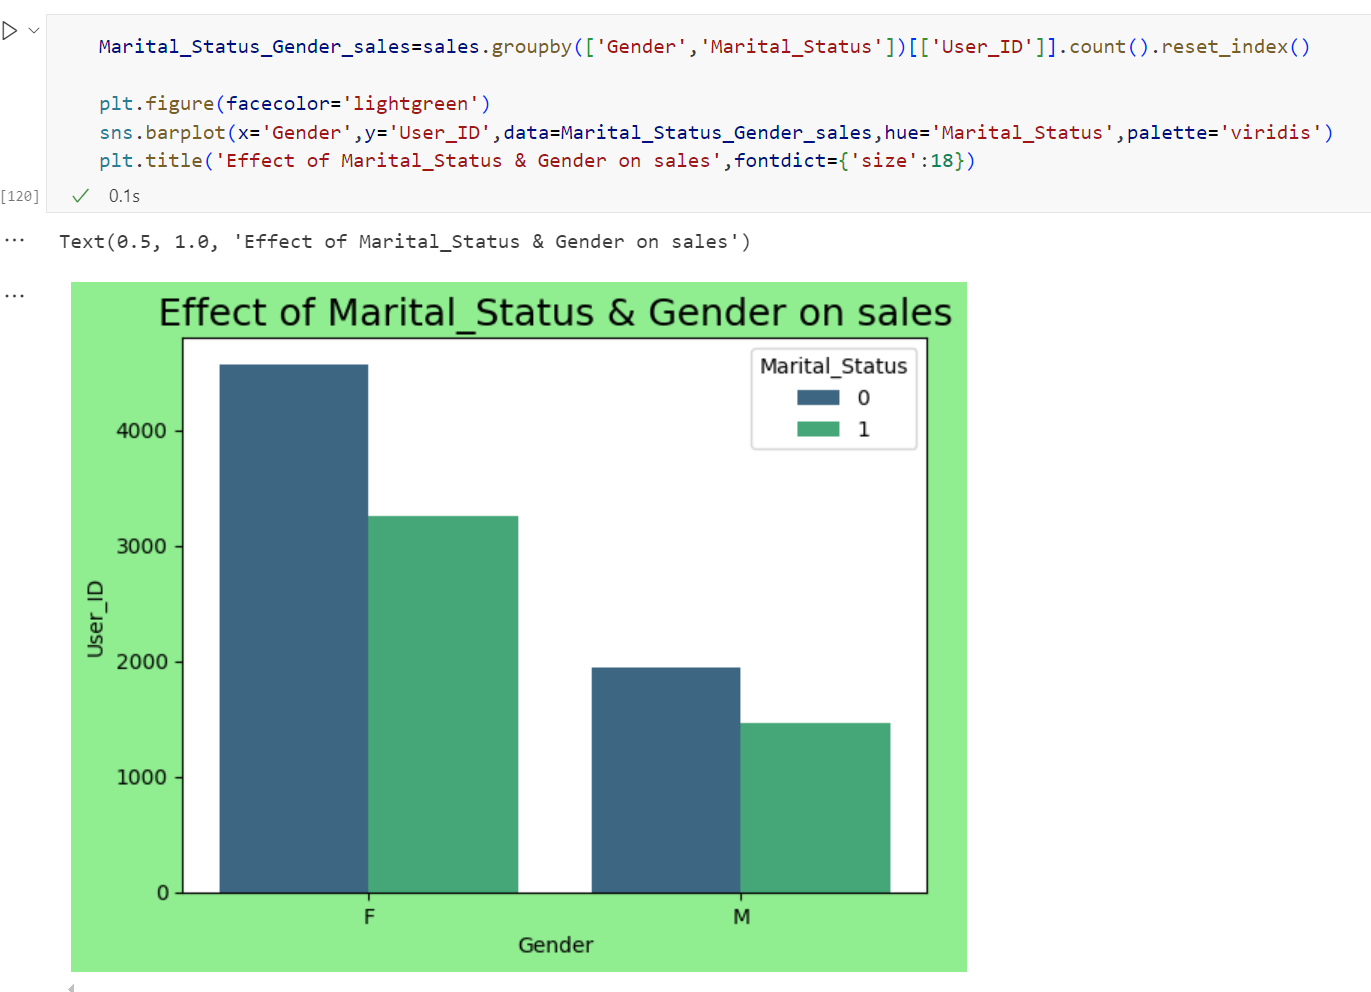 Marital_Status_Gender_sales=sales.groupby(['Gender','Marital_Status'])[['User_ID']].count().reset_index()
plt.figure(facecolor='lightgreen')
sns.barplot(x='Gender',y='User_ID',data=Marital_Status_Gender_sales,hue='Marital_Status',palette='viridis')
plt.title('Effect of Marital_Status & Gender on sales',fontdict={'size':18})
[120]
0.1s
Text(0.5, 1.0, 'Effect of Marital_Status & Gender on sales')
Effect of Marital_Status & Gender on sales
Marital_Status
0
1
User_ID
4000
3000
2000
1000
0
F
M
Gender